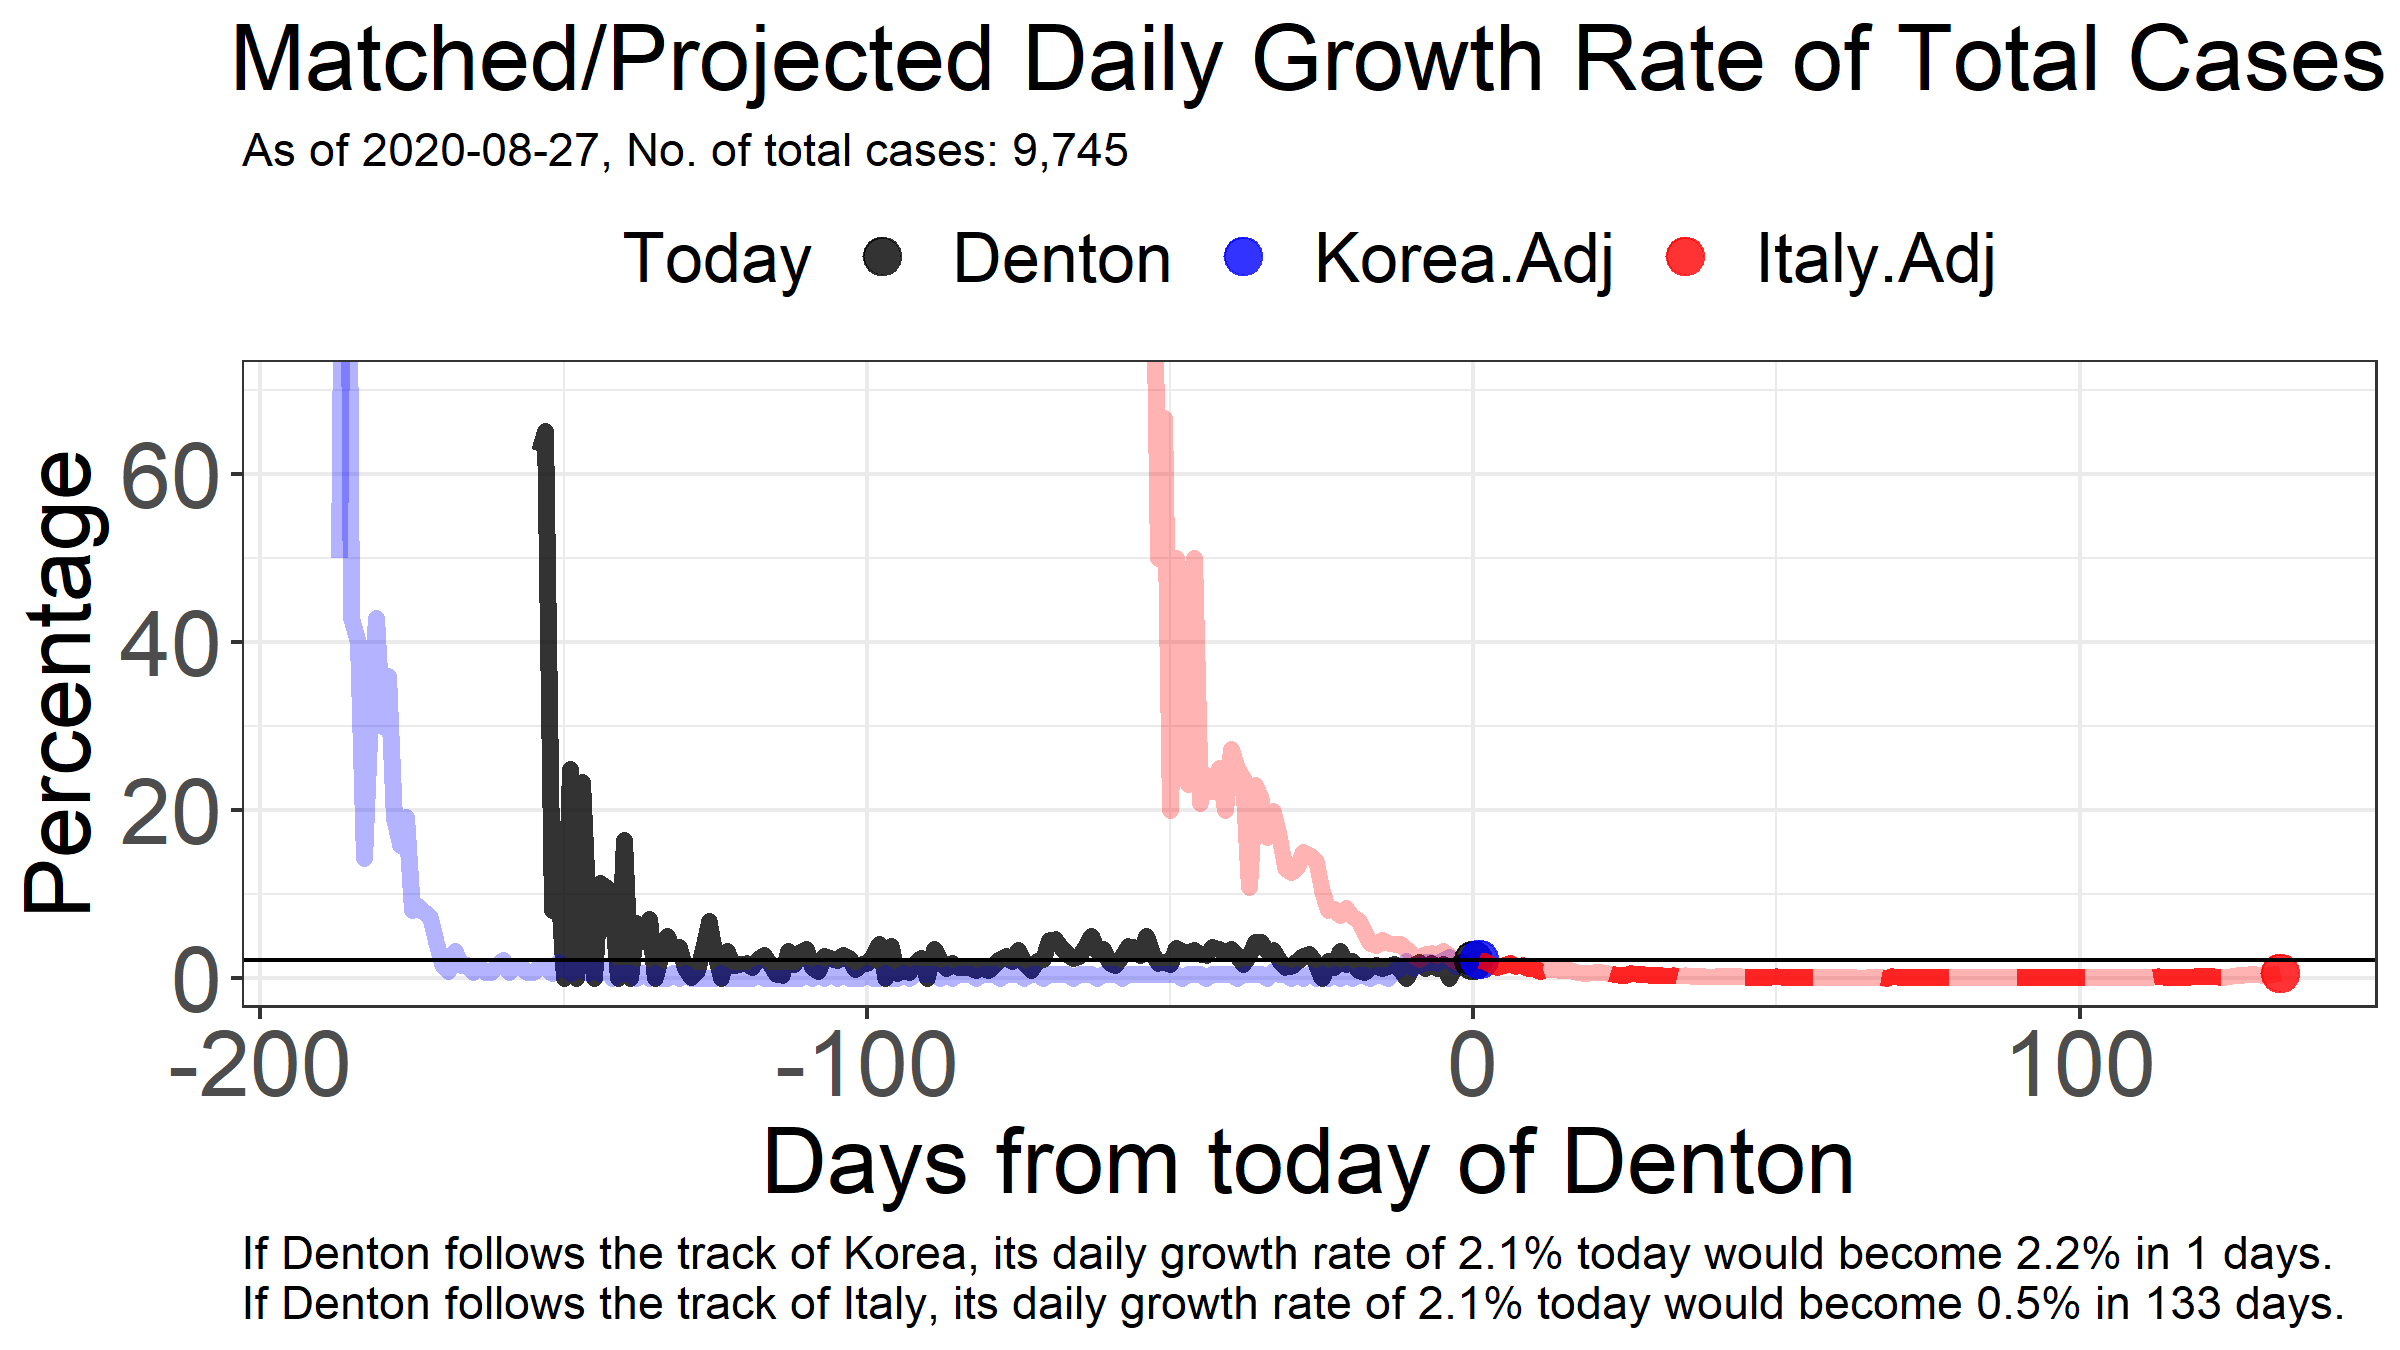 Matched/Projected Daily Growth Rate of Total Cases
As of 2020-08-27, No. of total cases: 9,745
Today Denton Korea.Adj Italy.Adj
Percentage
60
40
20
0
-200 -100 0 100
Days from today of Denton
If Denton follows the track of Korea, its daily growth rate of 2.1% today would become 2.2% in 1 days.
If Denton follows the track of Italy, its daily growth rate of 2.1% today would become 0.5% in 133 days.